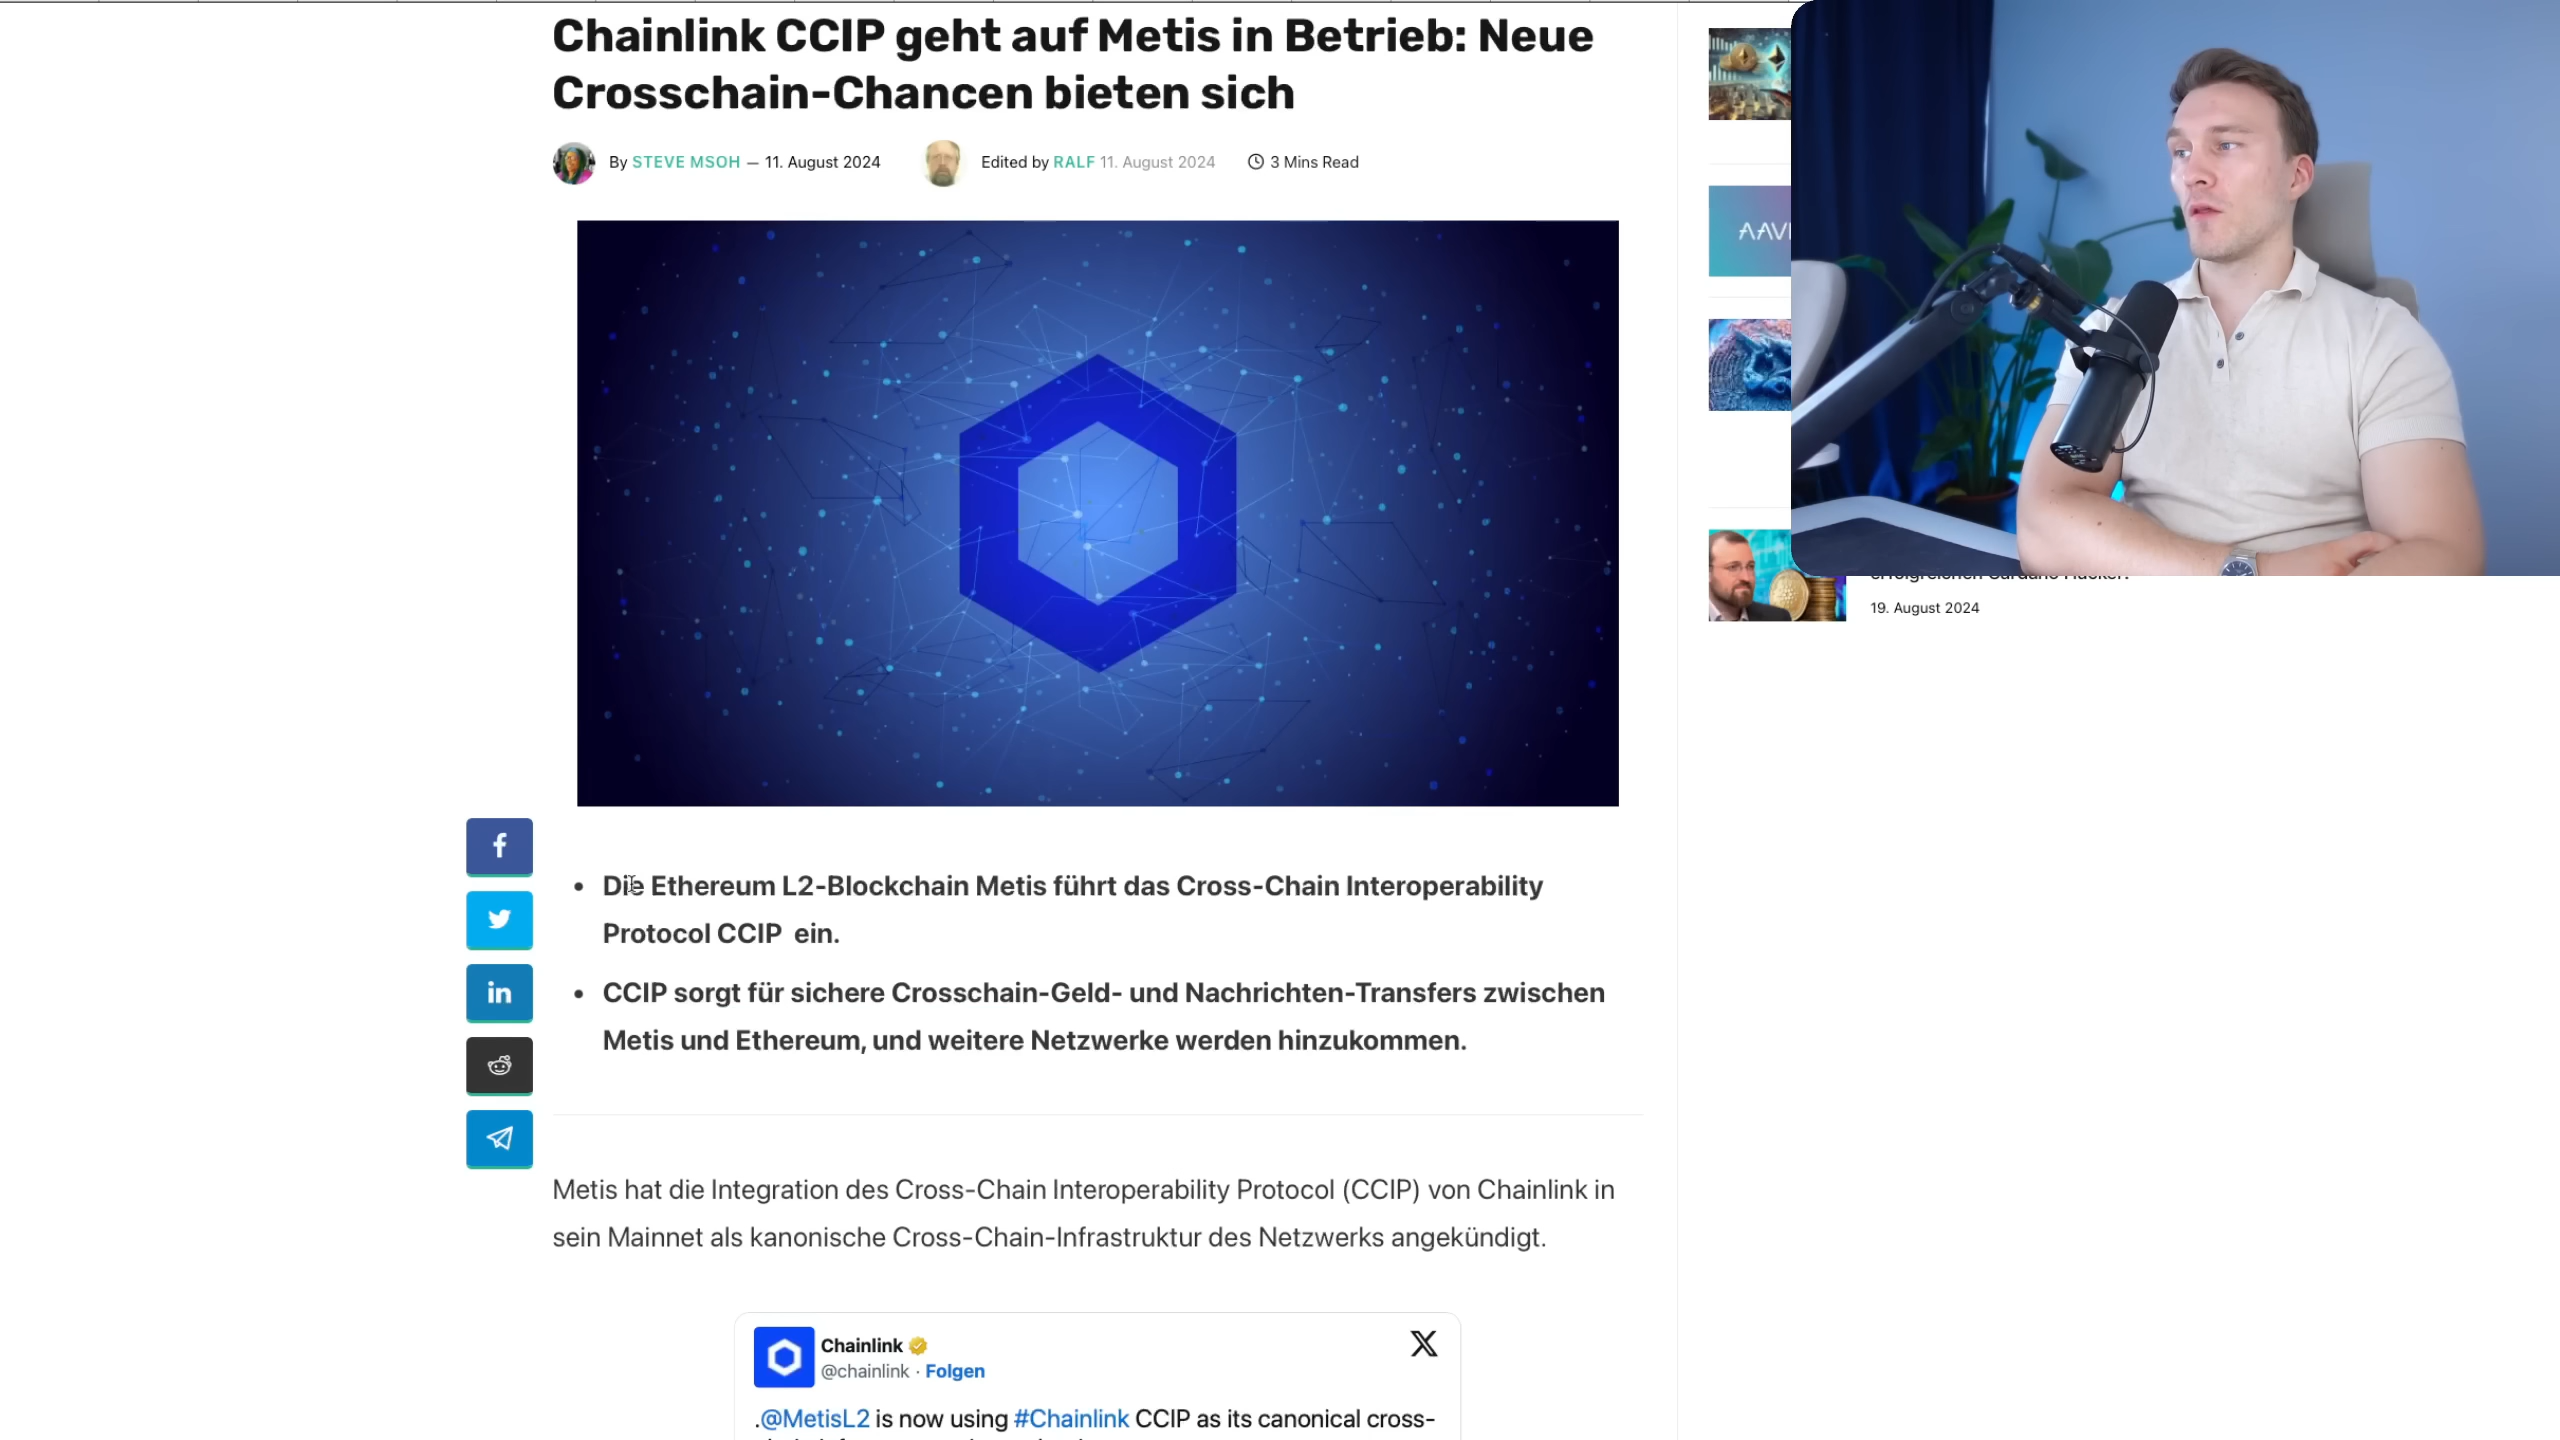 Chainlink CCIP geht auf Metis in Betrieb: Neue
Crosschain-Chancen bieten sich
By STEVE MSOH — 11. August 2024
Edited by RALF 11. August 2024
3 Mins Read
Die Ethereum L2-Blockchain Metis führt das Cross-Chain Interoperability
Protocol CCIP ein.
CCIP sorgt für sichere Crosschain-Geld- und Nachrichten-Transfers zwischen
Metis und Ethereum, und weitere Netzwerke werden hinzukommen.
Metis hat die Integration des Cross-Chain Interoperability Protocol (CCIP) von Chainlink in
sein Mainnet als kanonische Cross-Chain-Infrastruktur des Netzwerks angekündigt.
Chainlink
@chainlink · Folgen
.@MetisL2 is now using #Chainlink CCIP as its canonical cross-
19. August 2024